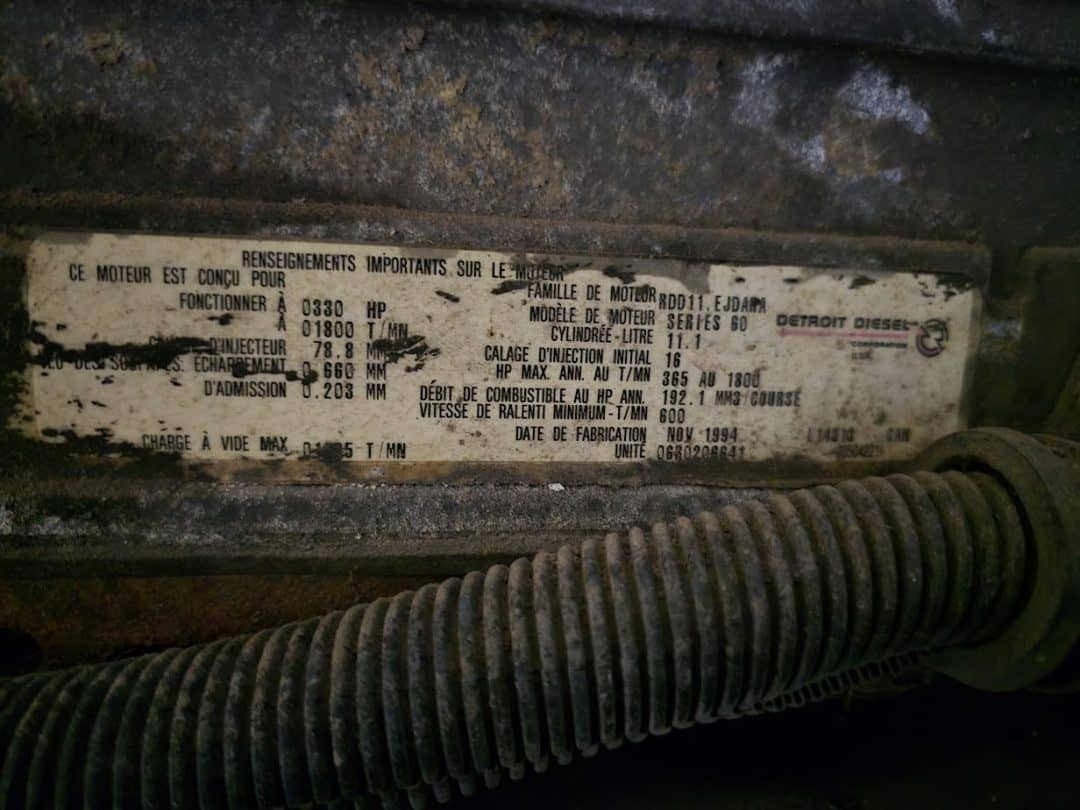 RENSEIGNEMENTS IMPORTANTS SUR LE MOTEUR
CE MOTEUR EST CONÇU POUR
FONCTIONNER À 0330 HP
À 01800 T/MN
D'INJECTEUR 78.8 MM
ÉCHAPPEMENT 0.660 MM
D'ADMISSION 0.203 MM
CHARGE À VIDE MAX T/MN
FAMILLE DE MOTEUR RDD11.EJDARA
MODÈLE DE MOTEUR SERIES 60
CYLINDRÉE-LITRE 11.1
CALAGE D'INJECTION INITIAL 16
HP MAX. ANN. AU T/MN 365 AU 1800
DÉBIT DE COMBUSTIBLE AU HP ANN. 192.1 MM3/COURSE
VITESSE DE RALENTI MINIMUM-T/MN 600
DATE DE FABRICATION NOV 1994
UNITÉ
DETROIT DIESEL
CORPORATION
CAN